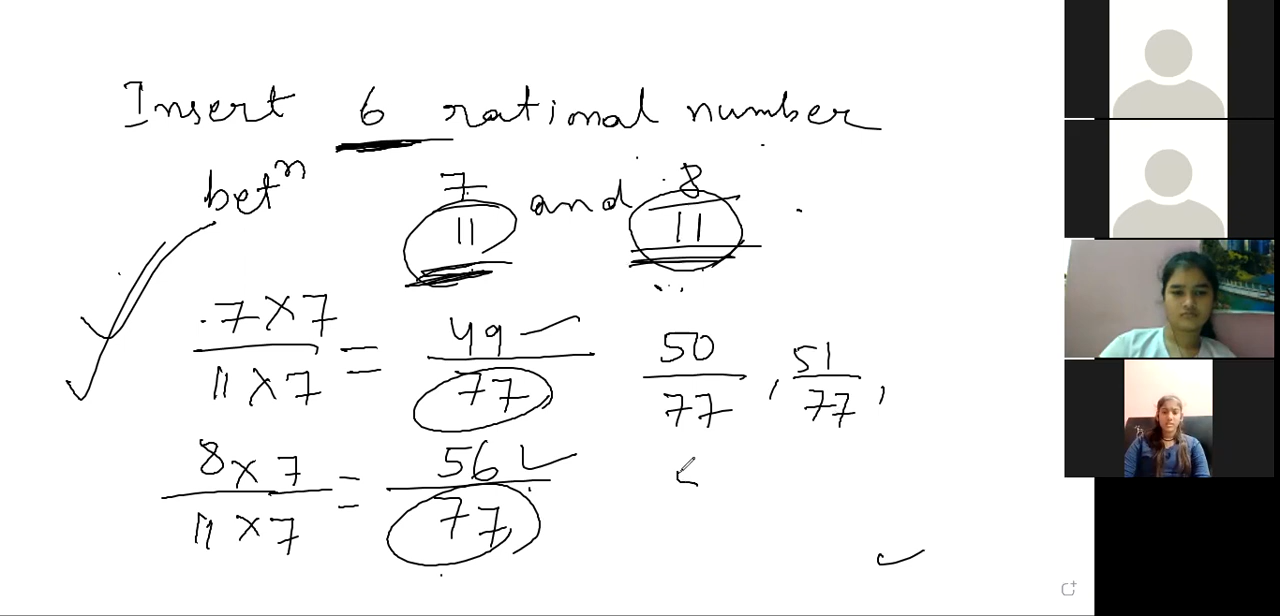 Insert 6 rational number
betn 7/11 and 8/11 .
7×7/11×7 = 49/77 50/77 , 51/77 ,
8×7/11×7 = 56/77